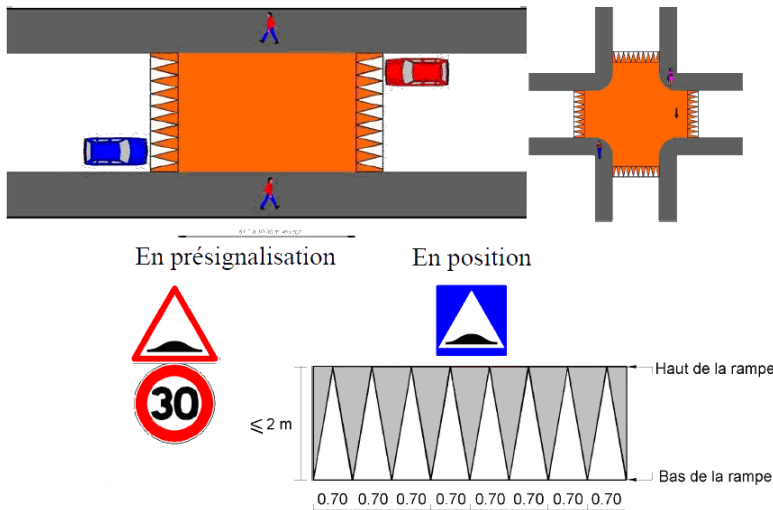 En présignalisation
En position
30
Haut de la rampe
≤ 2 m
Bas de la rampe
0.70 0.70 0.70 0.70 0.70 0.70 0.70 0.70